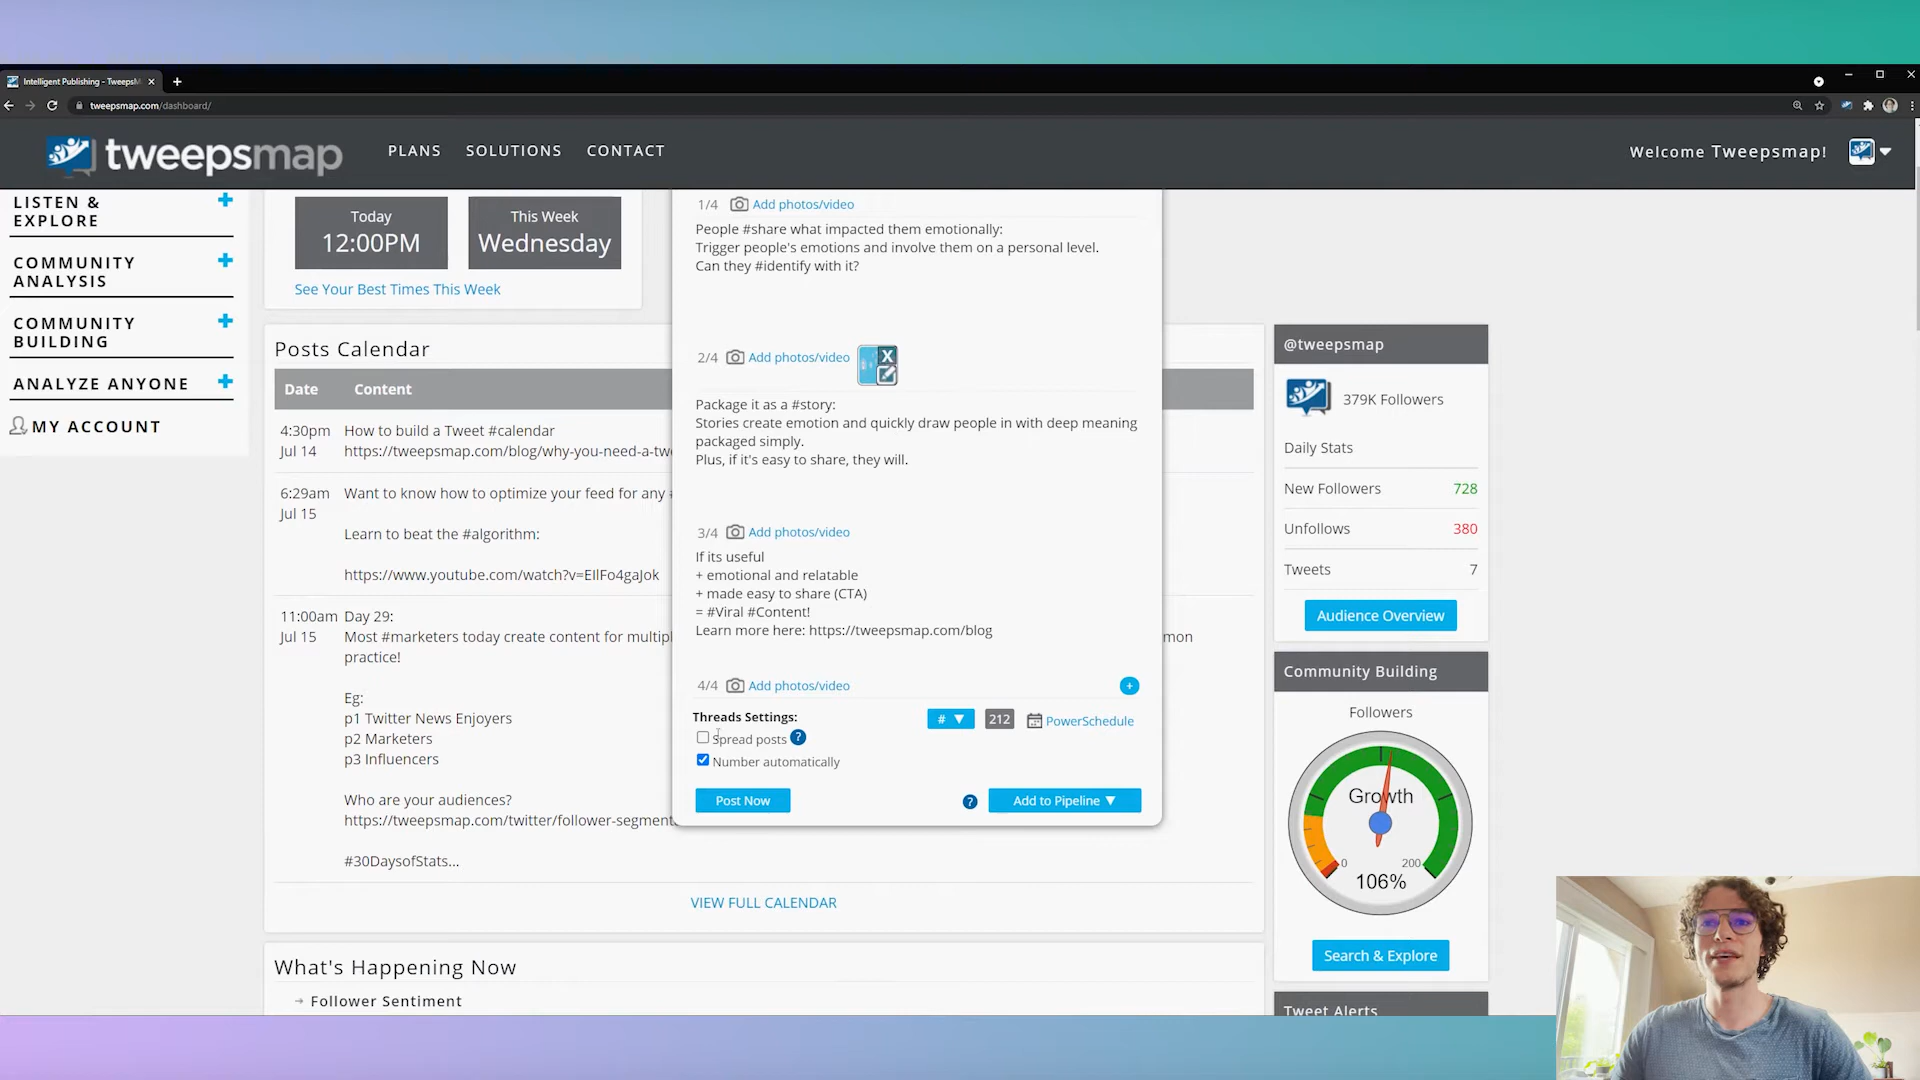 Intelligent Publishing - TweepsM
tweepsmap.com/dashboard/
tweepsmap
PLANS
SOLUTIONS
CONTACT
Welcome Tweepsmap!
LISTEN &
EXPLORE
COMMUNITY
ANALYSIS
COMMUNITY
BUILDING
ANALYZE ANYONE
MY ACCOUNT
Today
12:00PM
This Week
Wednesday
See Your Best Times This Week
Posts Calendar
Date Content
4:30pm How to build a Tweet #calendar
Jul 14 https://tweepsmap.com/blog/why-you-need-a-tw
6:29am Want to know how to optimize your feed for any
Jul 15
Learn to beat the #algorithm:
https://www.youtube.com/watch?v=EIlFo4gaJok
11:00am Day 29:
Jul 15 Most #marketers today create content for multipl
mon
practice!
Eg:
p1 Twitter News Enjoyers
p2 Marketers
p3 Influencers
Who are your audiences?
https://tweepsmap.com/twitter/follower-segment
#30DaysofStats...
VIEW FULL CALENDAR
What's Happening Now
→ Follower Sentiment
1/4 Add photos/video
People #share what impacted them emotionally:
Trigger people's emotions and involve them on a personal level.
Can they #identify with it?
2/4 Add photos/video
X
Package it as a #story:
Stories create emotion and quickly draw people in with deep meaning
packaged simply.
Plus, if it's easy to share, they will.
3/4 Add photos/video
If its useful
+ emotional and relatable
+ made easy to share (CTA)
= #Viral #Content!
Learn more here: https://tweepsmap.com/blog
4/4 Add photos/video
+
Threads Settings:
# ▼ 212 PowerSchedule
Spread posts ?
Number automatically
Post Now
?
Add to Pipeline ▼
@tweepsmap
379K Followers
Daily Stats
New Followers 728
Unfollows 380
Tweets 7
Audience Overview
Community Building
Followers
Growth
0 200
106%
Search & Explore
Tweet Alerts